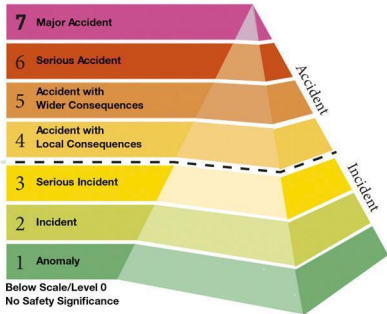 7 Major Accident
6 Serious Accident
5 Accident with
Wider Consequences
4 Accident with
Local Consequences
3 Serious Incident
2 Incident
1 Anomaly
Below Scale/Level 0
No Safety Significance
Accident
Incident